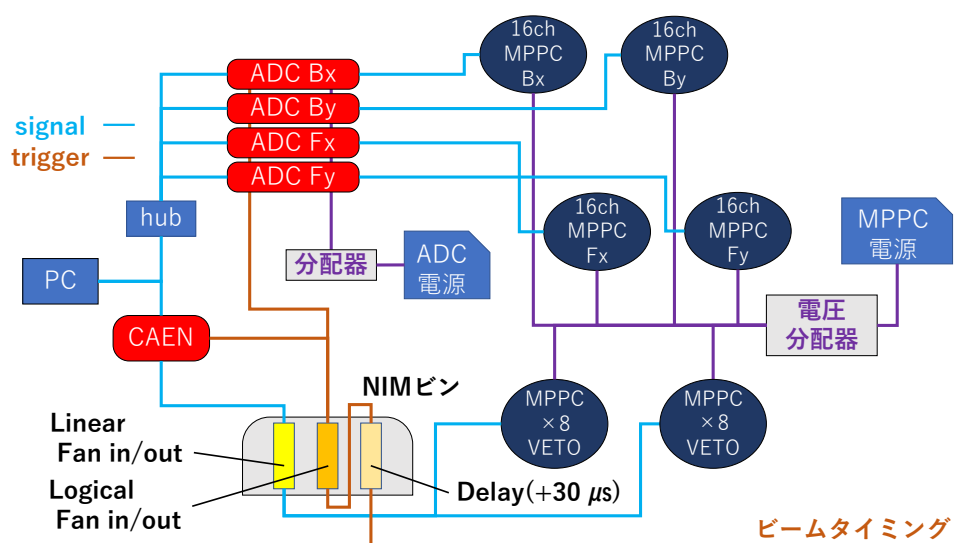 16ch
MPPC
Bx
16ch
MPPC
By
ADC Bx
ADC By
ADC Fx
ADC Fy
signal
trigger
hub
PC
CAEN
分配器
ADC
電源
16ch
MPPC
Fx
16ch
MPPC
Fy
MPPC
電源
電圧
分配器
NIMビン
MPPC
×8
VETO
MPPC
×8
VETO
Linear
Fan in/out
Logical
Fan in/out
Delay(+30 μs)
ビームタイミング